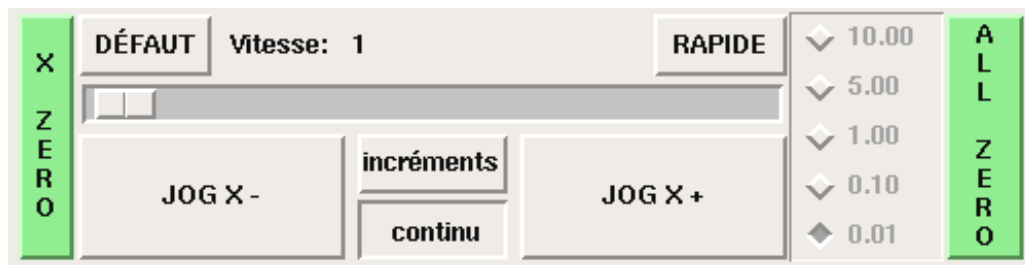 X ZERO
DÉFAUT
Vitesse: 1
RAPIDE
JOG X -
incréments
continu
JOG X +
10.00
5.00
1.00
0.10
0.01
ALL ZERO